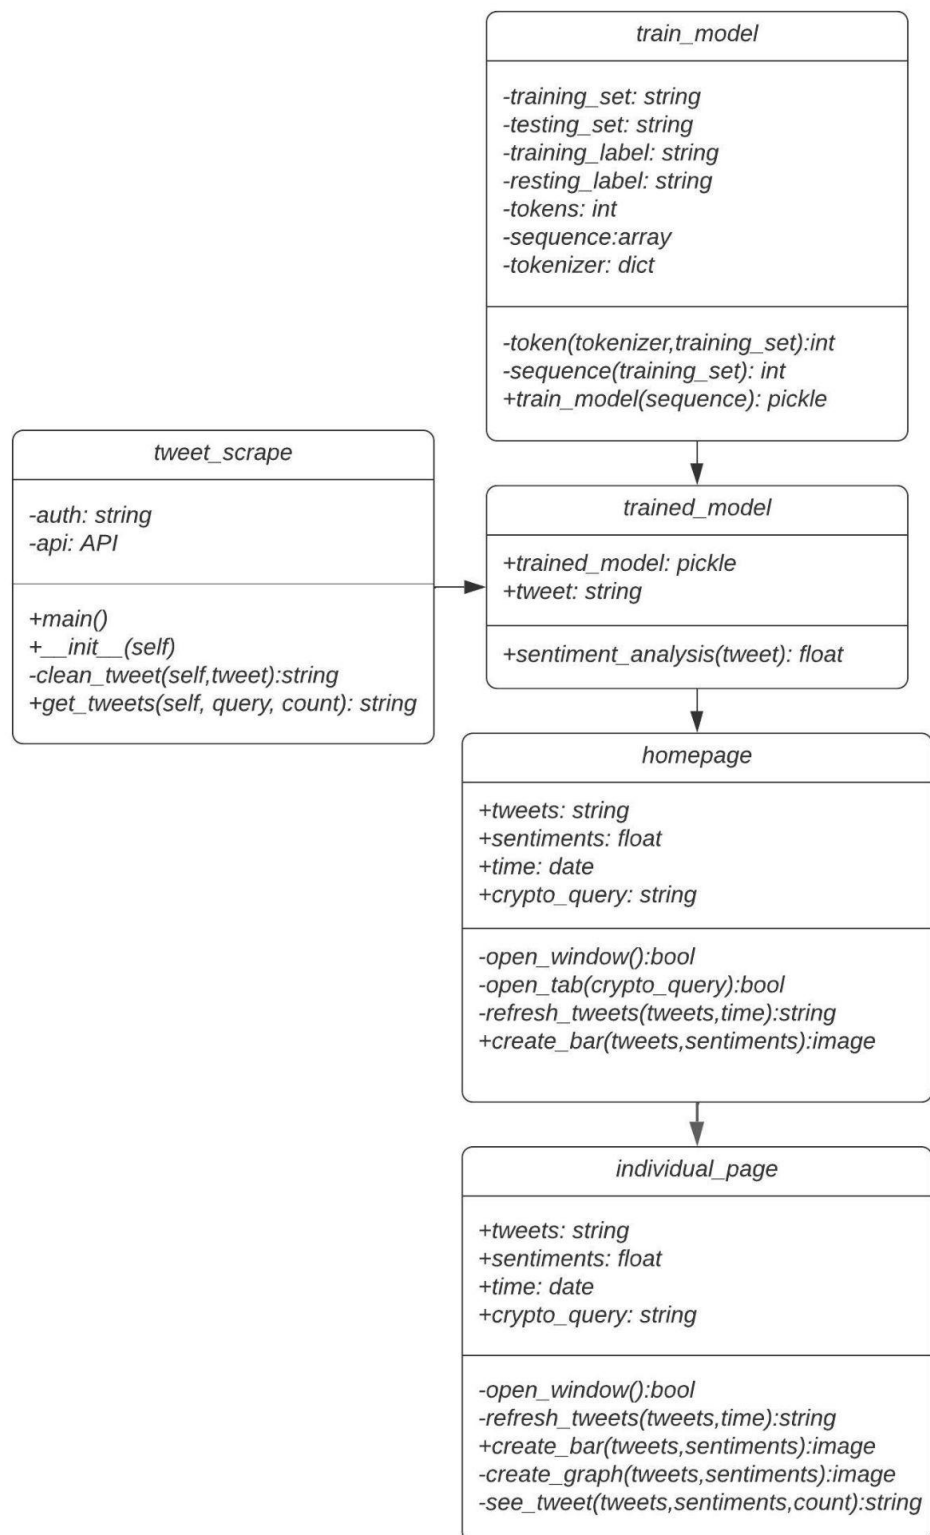 train_model
-training_set: string
-testing_set: string
-training_label: string
-resting_label: string
-tokens: int
-sequence:array
-tokenizer: dict
-token(tokenizer,training_set):int
-sequence(training_set): int
+train_model(sequence): pickle
tweet_scrape
-auth: string
-api: API
+main()
+__init__(self)
-clean_tweet(self,tweet):string
+get_tweets(self, query, count): string
trained_model
+trained_model: pickle
+tweet: string
+sentiment_analysis(tweet): float
homepage
+tweets: string
+sentiments: float
+time: date
+crypto_query: string
-open_window():bool
-open_tab(crypto_query):bool
-refresh_tweets(tweets,time):string
+create_bar(tweets,sentiments):image
individual_page
+tweets: string
+sentiments: float
+time: date
+crypto_query: string
-open_window():bool
-refresh_tweets(tweets,time):string
+create_bar(tweets,sentiments):image
-create_graph(tweets,sentiments):image
-see_tweet(tweets,sentiments,count):string